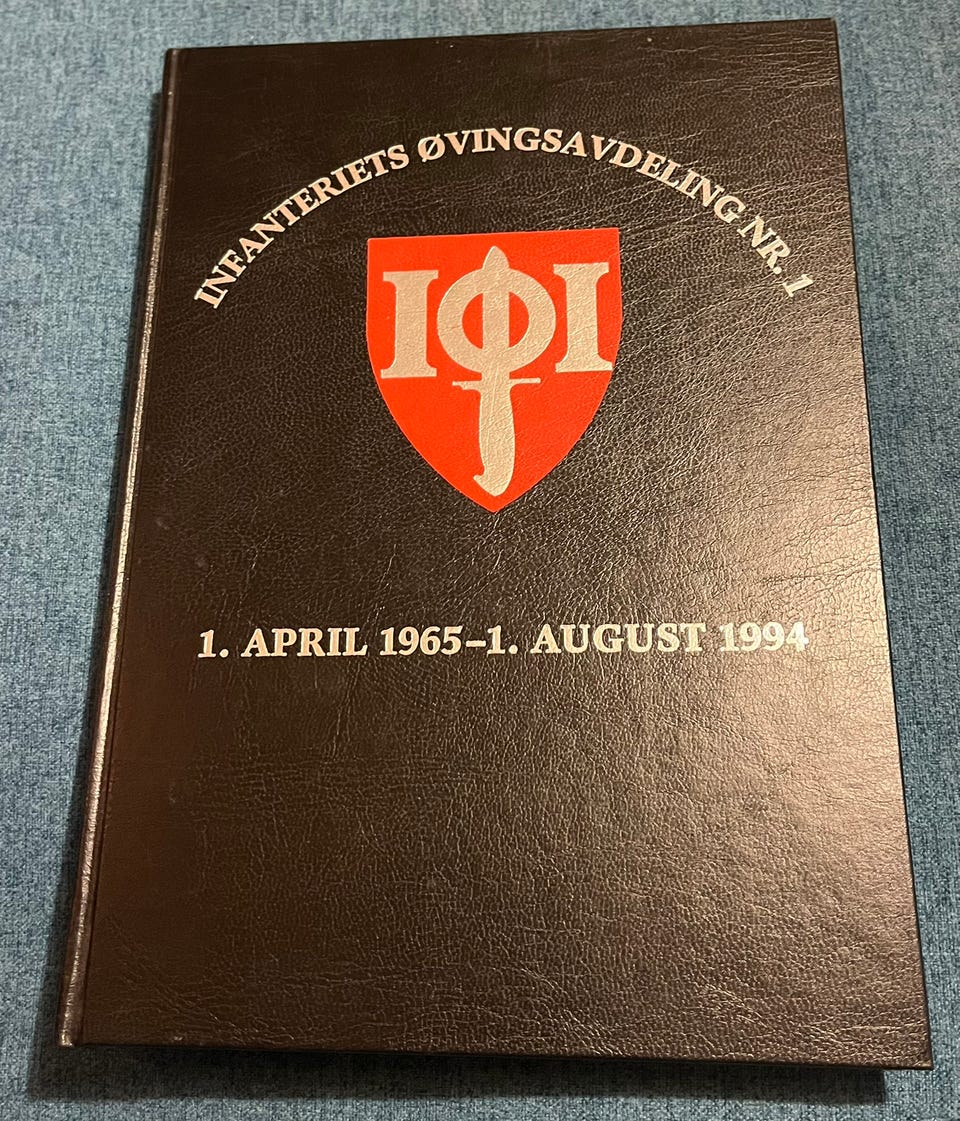 INFANTERIETS ØVINGSAVDELING NR. 1
IØI
1. APRIL 1965–1. AUGUST 1994